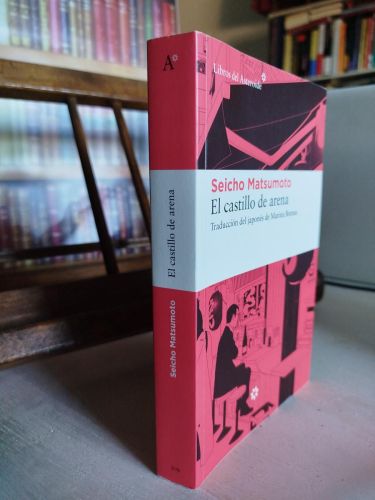 A
Libros del Asteroide
Seicho Matsumoto
El castillo de arena
Traducción del japonés de Marina Bornas
El castillo de arena
Seicho Matsumoto